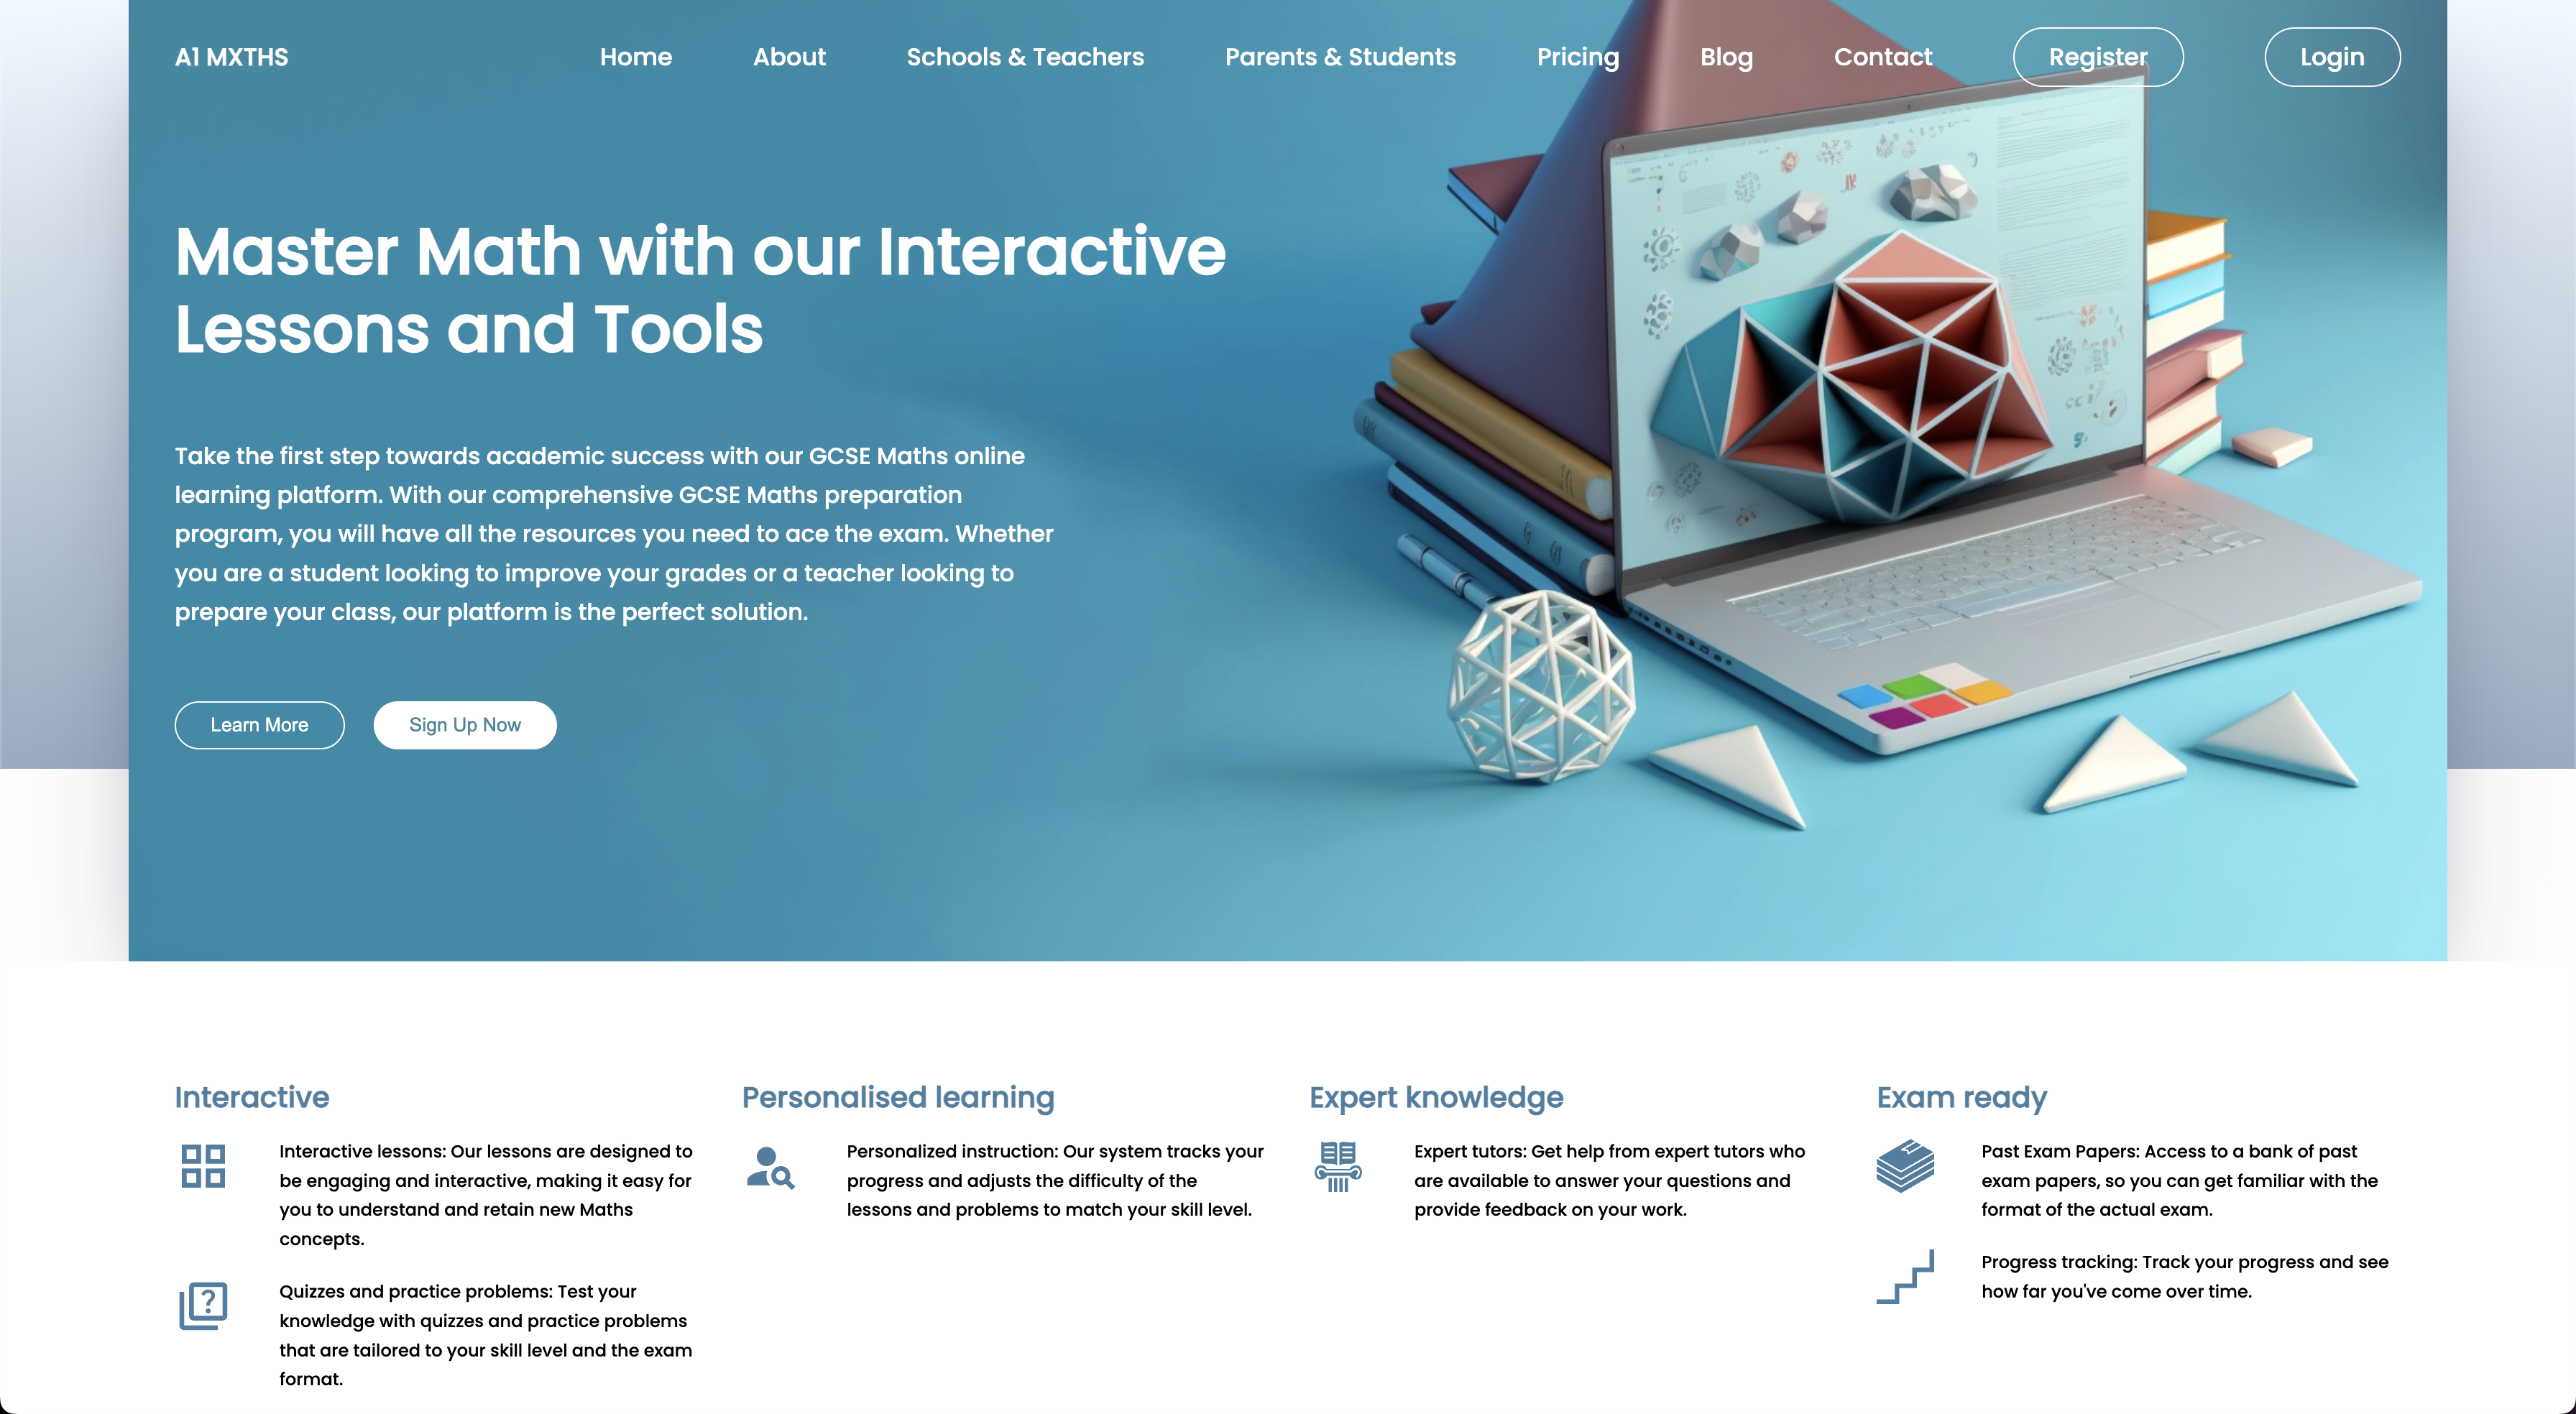 A1 MXTHS
Home
About
Schools & Teachers
Parents & Students
Pricing
Blog
Contact
Register
Login
Master Math with our Interactive
Lessons and Tools
Take the first step towards academic success with our GCSE Maths online
learning platform. With our comprehensive GCSE Maths preparation
program, you will have all the resources you need to ace the exam. Whether
you are a student looking to improve your grades or a teacher looking to
prepare your class, our platform is the perfect solution.
Learn More
Sign Up Now
Interactive
Interactive lessons: Our lessons are designed to
be engaging and interactive, making it easy for
you to understand and retain new Maths
concepts.
Quizzes and practice problems: Test your
knowledge with quizzes and practice problems
that are tailored to your skill level and the exam
format.
Personalised learning
Personalized instruction: Our system tracks your
progress and adjusts the difficulty of the
lessons and problems to match your skill level.
Expert knowledge
Expert tutors: Get help from expert tutors who
are available to answer your questions and
provide feedback on your work.
Exam ready
Past Exam Papers: Access to a bank of past
exam papers, so you can get familiar with the
format of the actual exam.
Progress tracking: Track your progress and see
how far you've come over time.